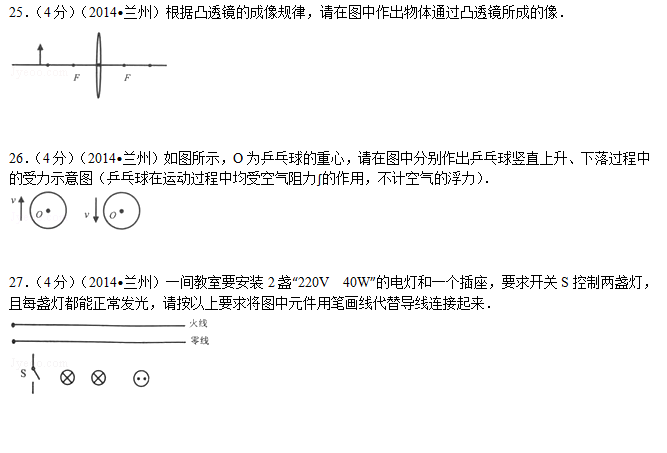 25.（4分）（2014•兰州）根据凸透镜的成像规律，请在图中作出物体通过凸透镜所成的像．
F F
26.（4分）（2014•兰州）如图所示，O为乒乓球的重心，请在图中分别作出乒乓球竖直上升、下落过程中
的受力示意图（乒乓球在运动过程中均受空气阻力∫的作用，不计空气的浮力）．
v O v O
27.（4分）（2014•兰州）一间教室要安装2盏“220V　40W”的电灯和一个插座，要求开关S控制两盏灯，
且每盏灯都能正常发光，请按以上要求将图中元件用笔画线代替导线连接起来．
火线
零线
S